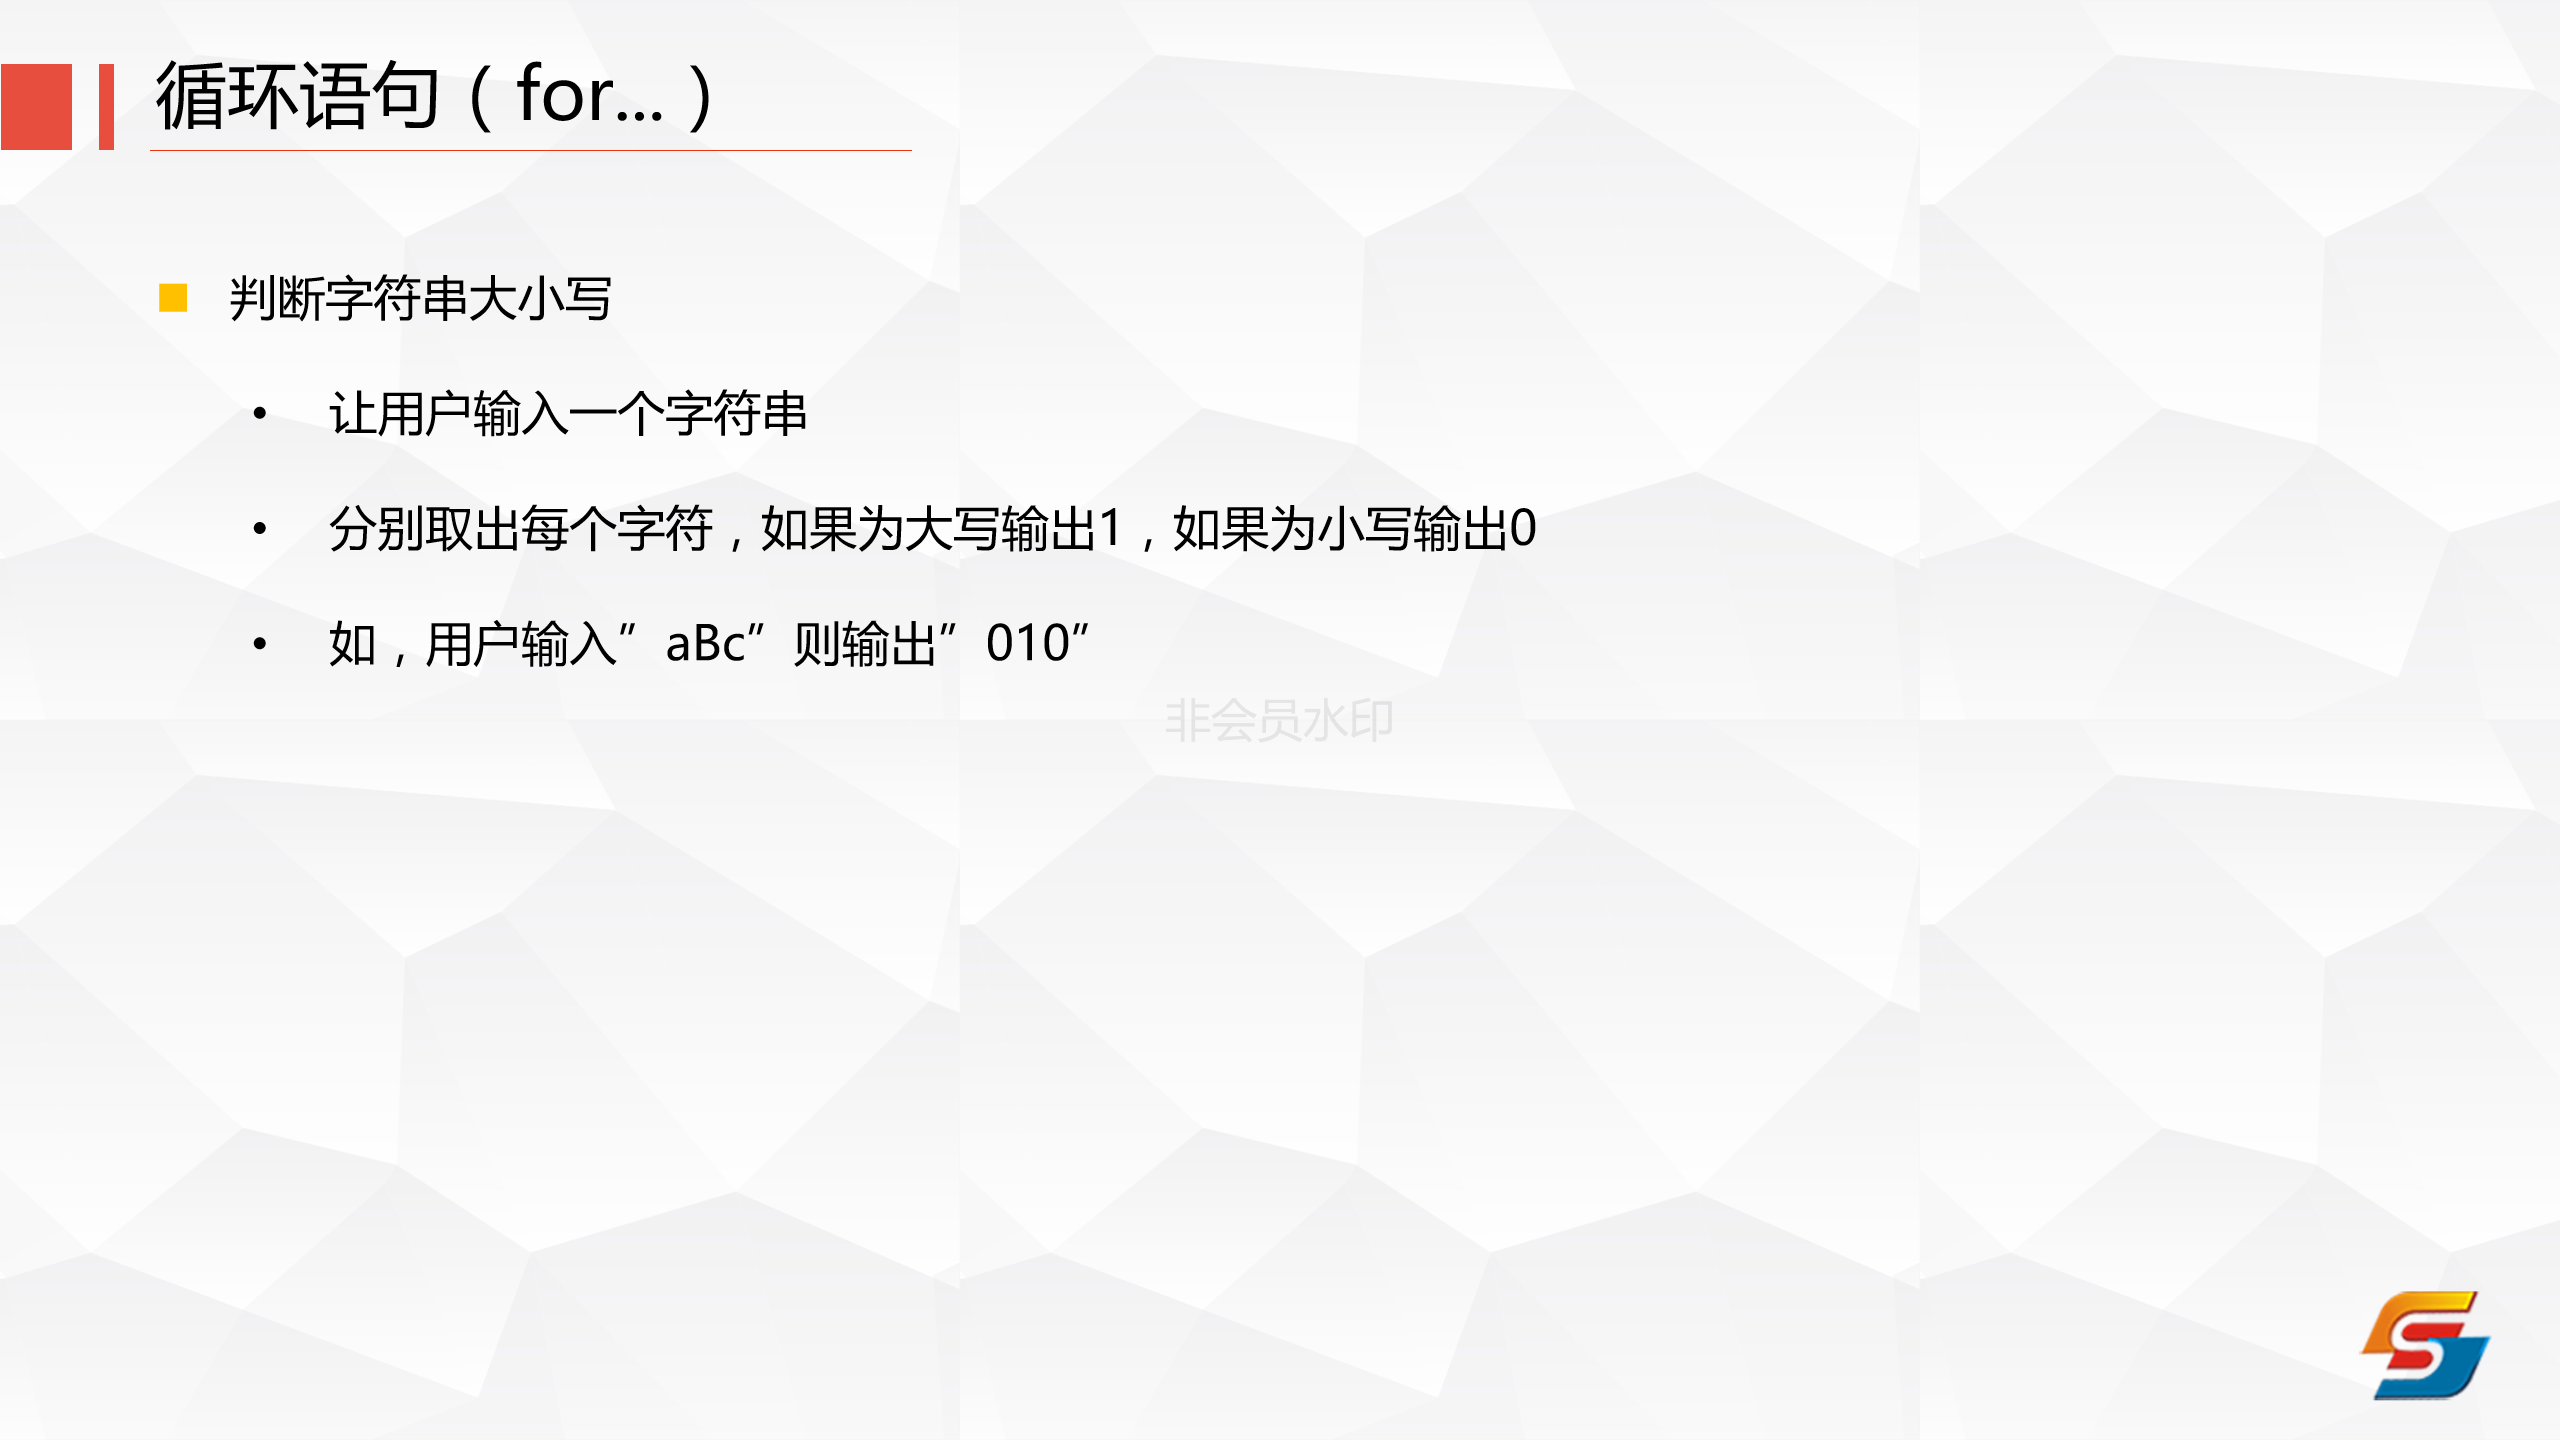 循环语句（for...）
■ 判断字符串大小写
• 让用户输入一个字符串
• 分别取出每个字符，如果为大写输出1，如果为小写输出0
• 如，用户输入”aBc”则输出”010”
非会员水印